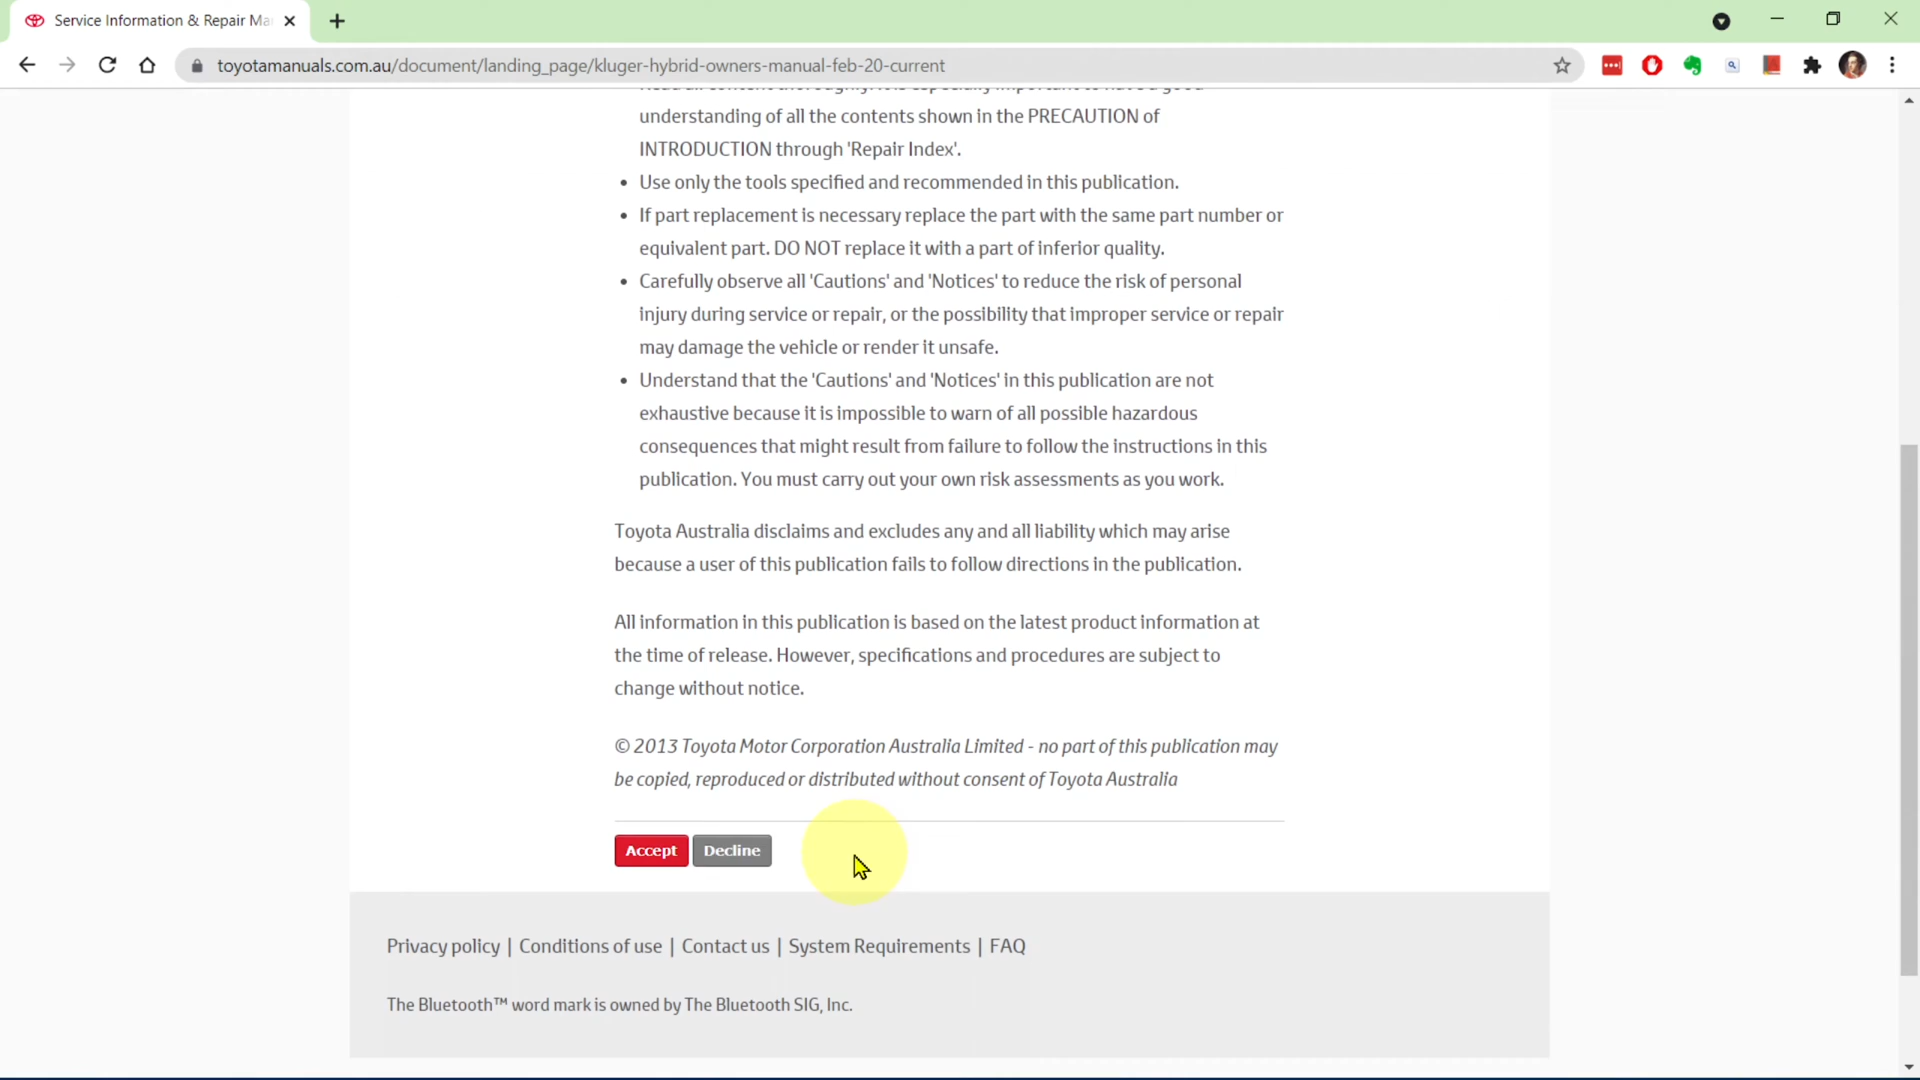 Service Information & Repair Ma
toyotamanuals.com.au/document/landing_page/kluger-hybrid-owners-manual-feb-20-current
understanding of all the contents shown in the PRECAUTION of
INTRODUCTION through 'Repair Index'.
• Use only the tools specified and recommended in this publication.
• If part replacement is necessary replace the part with the same part number or
equivalent part. DO NOT replace it with a part of inferior quality.
• Carefully observe all 'Cautions' and 'Notices' to reduce the risk of personal
injury during service or repair, or the possibility that improper service or repair
may damage the vehicle or render it unsafe.
• Understand that the 'Cautions' and 'Notices' in this publication are not
exhaustive because it is impossible to warn of all possible hazardous
consequences that might result from failure to follow the instructions in this
publication. You must carry out your own risk assessments as you work.
Toyota Australia disclaims and excludes any and all liability which may arise
because a user of this publication fails to follow directions in the publication.
All information in this publication is based on the latest product information at
the time of release. However, specifications and procedures are subject to
change without notice.
© 2013 Toyota Motor Corporation Australia Limited - no part of this publication may
be copied, reproduced or distributed without consent of Toyota Australia
Accept Decline
Privacy policy | Conditions of use | Contact us | System Requirements | FAQ
The Bluetooth™ word mark is owned by The Bluetooth SIG, Inc.